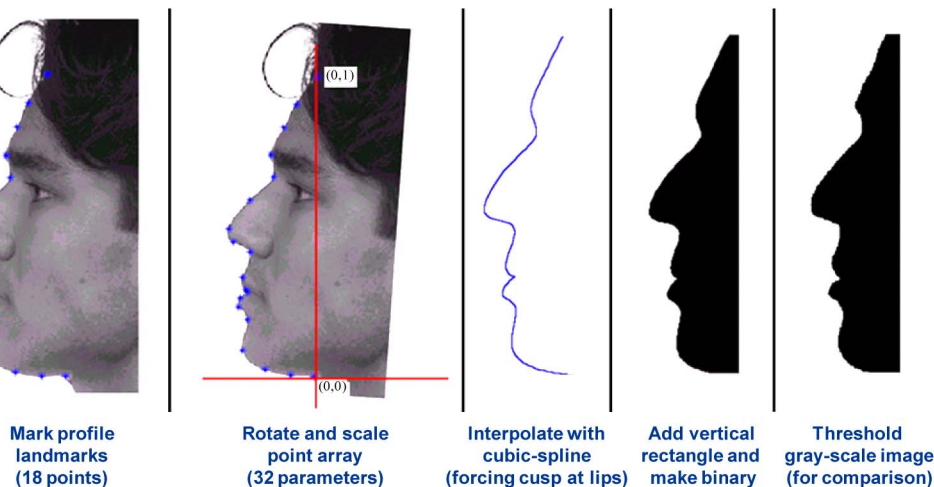 (0,1)
(0,0)
Mark profile
landmarks
(18 points)
Rotate and scale
point array
(32 parameters)
Interpolate with
cubic-spline
(forcing cusp at lips)
Add vertical
rectangle and
make binary
Threshold
gray-scale image
(for comparison)